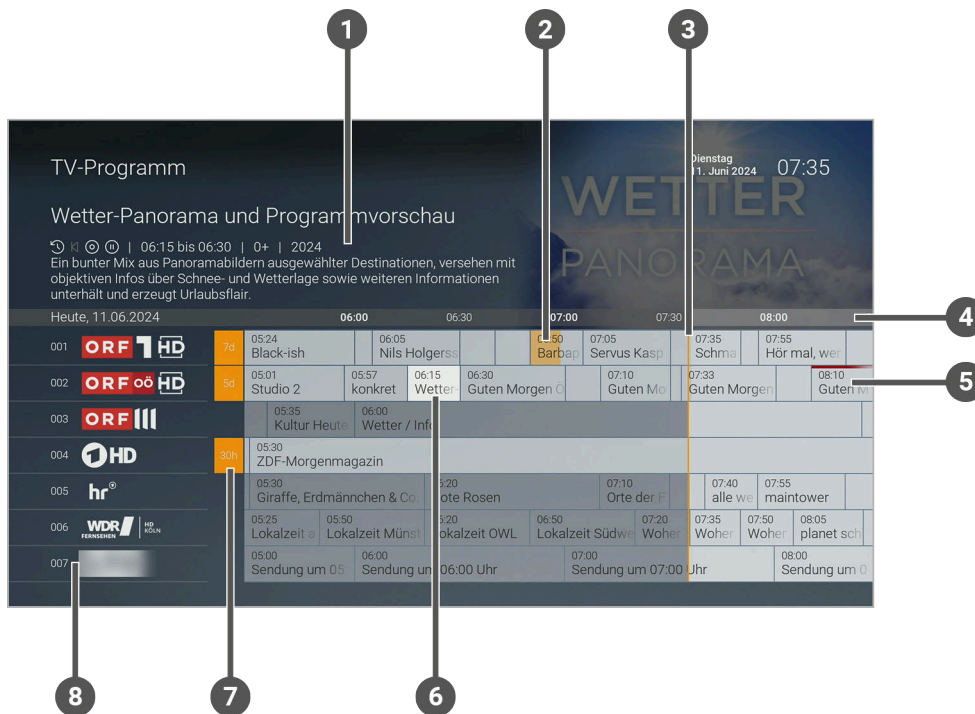 1 2 3
TV-Programm
Dienstag
11. Juni 2024 07:35
WETTER
PANORAMA
Wetter-Panorama und Programmvorschau
| 06:15 bis 06:30 | 0+ | 2024
Ein bunter Mix aus Panoramabildern ausgewählter Destinationen, versehen mit
objektiven Infos über Schnee- und Wetterlage sowie weiteren Informationen
unterhält und erzeugt Urlaubsflair.
Heute, 11.06.2024 06:00 06:30 07:00 07:30 08:00
4
001 ORF 1 HD 7d 05:24 06:05 07:05 07:35 07:55
Black-ish Nils Holgerss Barbap Servus Kasp Schma Hör mal, wer
002 ORF OÖ HD 5d 05:01 05:57 06:15 06:30 07:10 07:33 08:10
Studio 2 konkret Wetter- Guten Morgen Ö Guten Mo Guten Morgen Guten M
5
003 ORF III 05:35 06:00
Kultur Heute Wetter / Info
004 1 HD 30h 05:30
ZDF-Morgenmagazin
005 hr 05:30 07:10 07:40 07:55
Giraffe, Erdmännchen & Co. Rosen Orte der alle we maintower
006 WDR FERNSEHEN HD KÖLN 05:25 05:50 06:50 07:20 07:35 07:50 08:05
Lokalzeit a Lokalzeit Münst Lokalzeit OWL Lokalzeit Südwe Woher Woher Woher planet sch
007 05:00 06:00 07:00 08:00
Sendung um 05: Sendung um 06:00 Uhr Sendung um 07:00 Uhr Sendung um 0
8 7 6